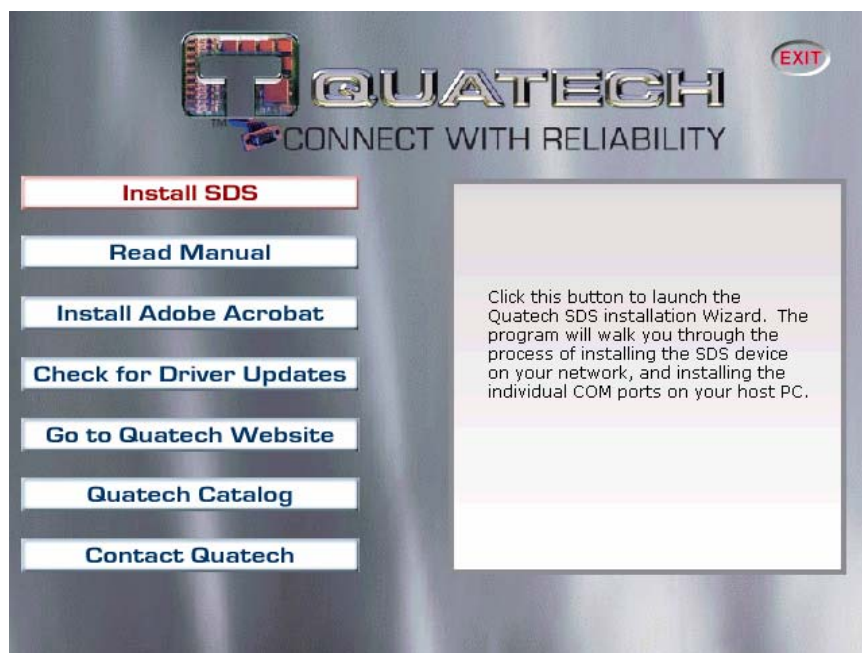 EXIT
QUATECH
TM
CONNECT WITH RELIABILITY
Install SDS
Read Manual
Install Adobe Acrobat
Check for Driver Updates
Go to Quatech Website
Quatech Catalog
Contact Quatech
Click this button to launch the
Quatech SDS installation Wizard. The
program will walk you through the
process of installing the SDS device
on your network, and installing the
individual COM ports on your host PC.